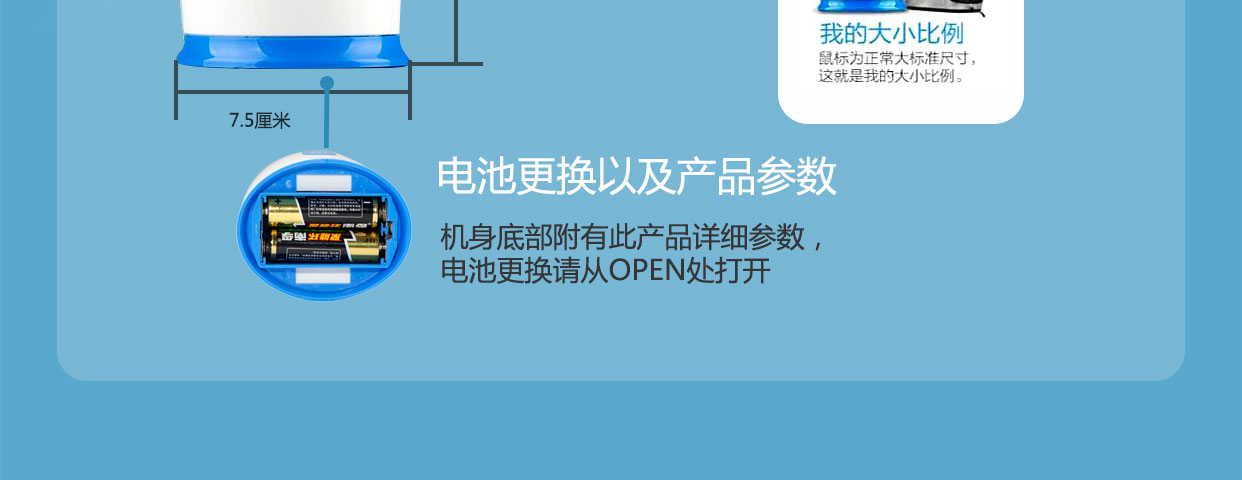 我的大小比例
鼠标为正常大标准尺寸，
这就是我的大小比例。
7.5厘米
电池更换以及产品参数
机身底部附有此产品详细参数，
电池更换请从OPEN处打开